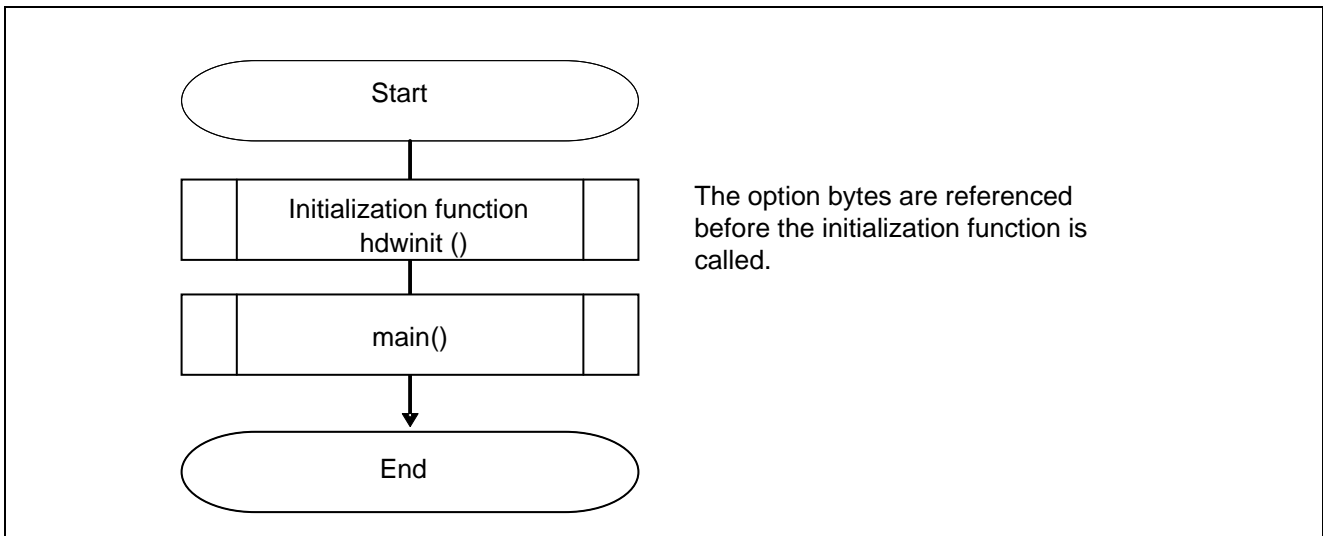 Start
Initialization function
hdwinit ()
The option bytes are referenced
before the initialization function is
called.
main()
End